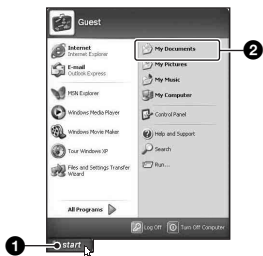 Guest
Internet
Internet Explorer
E-mail
Outlook Express
MSN Explorer
Windows Media Player
Windows Movie Maker
Tour Windows XP
Files and Settings Transfer
Wizard
All Programs
My Documents
My Pictures
My Music
My Computer
Control Panel
Help and Support
Search
Run...
Log Off
Turn Off Computer
start
1
2